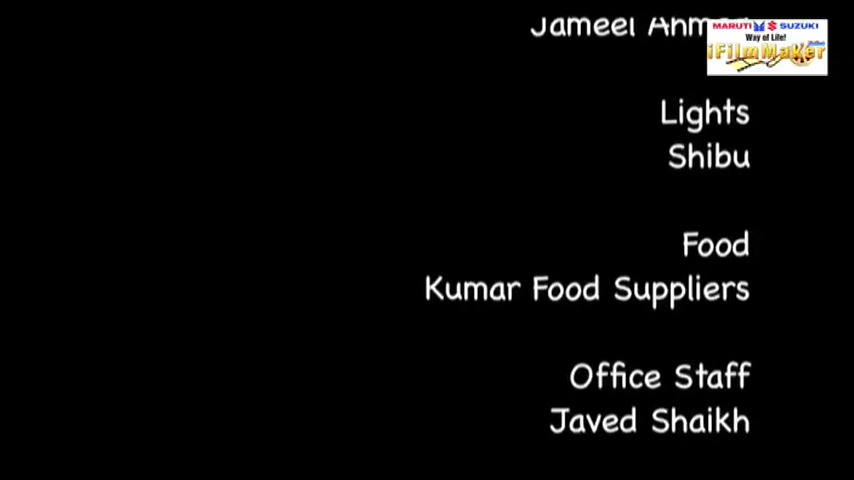 Jameel
MARUTI SUZUKI
Way of Life!
iFilmMaker
Lights
Shibu
Food
Kumar Food Suppliers
Office Staff
Javed Shaikh